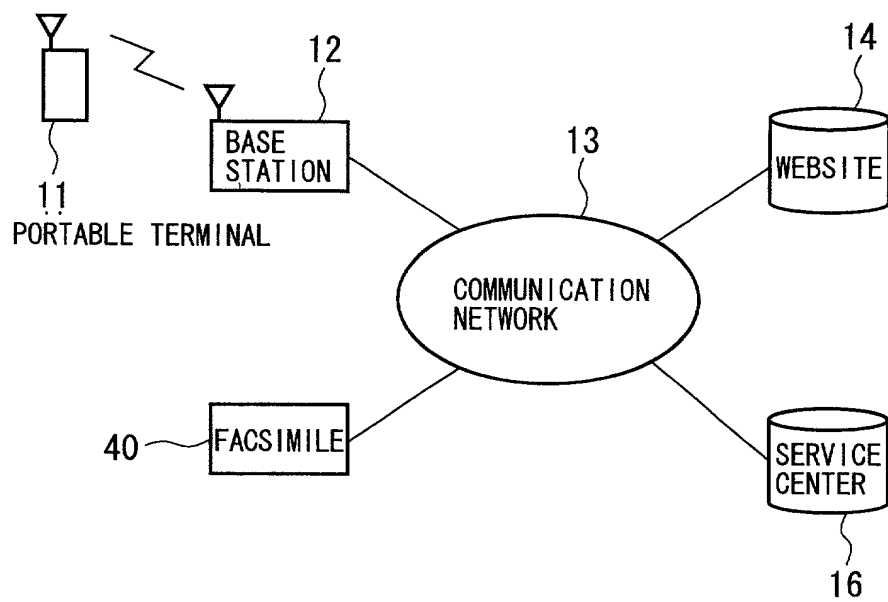 12
14
BASE
STATION
13
WEBSITE
11
PORTABLE TERMINAL
COMMUNICATION
NETWORK
40
FACSIMILE
SERVICE
CENTER
16